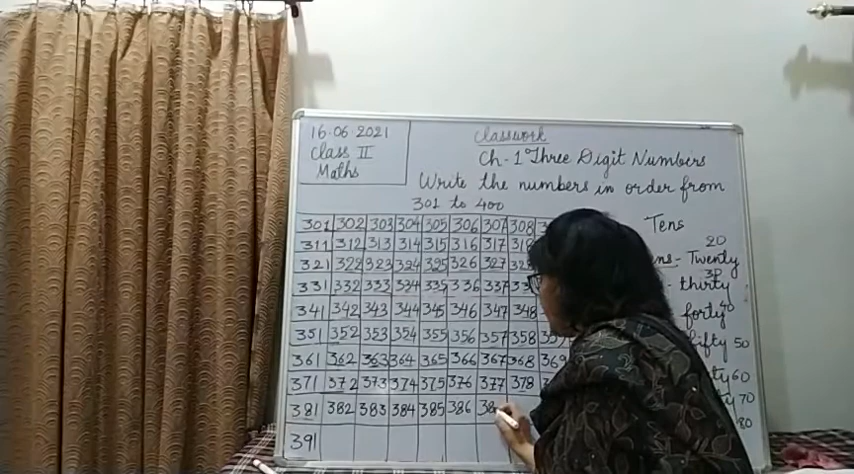 16.06.2021
Class II
Maths
Classwork
Ch-1 Three Digit Numbers
Write the numbers in order from
301 to 400
301 302 303 304 305 306 307 308
311 312 313 314 315 316 317 318
321 322 323 324 325 326 327
331 332 333 334 335 336 337
341 342 343 344 345 346 347 348
351 352 353 354 355 356 357 358
361 362 363 364 365 366 367 368 369
371 372 373 374 375 376 377 378
381 382 383 384 385 386
391
Tens
20
Twenty
30
thirty
forty 40
fifty 50
60
70
80